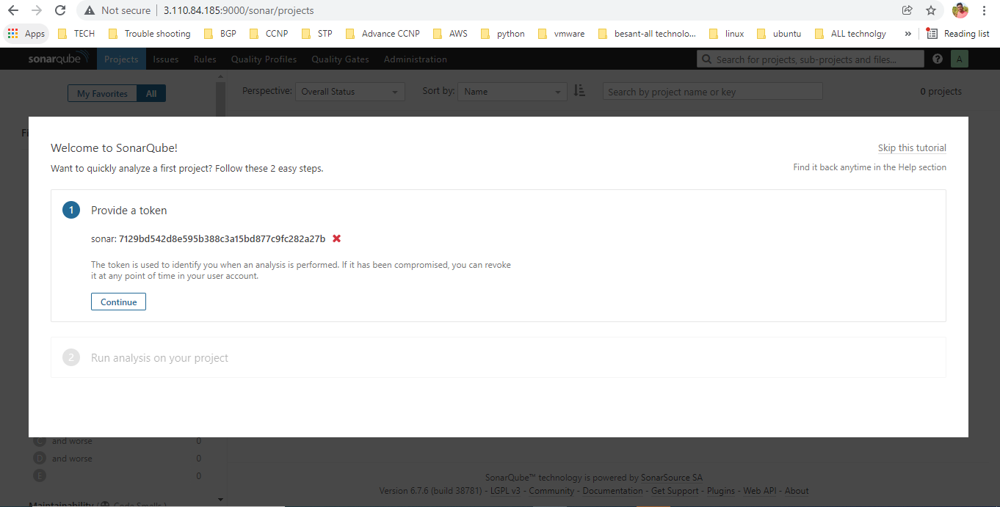 Not secure | 3.110.84.185:9000/sonar/projects
Apps TECH Trouble shooting BGP CCNP STP Advance CCNP AWS python vmware besant-all technolo... linux ubuntu ALL technolgy » Reading list
sonarqube Projects Issues Rules Quality Profiles Quality Gates Administration Search for projects, sub-projects and files... ? A
My Favorites All Perspective: Overall Status Sort by: Name Search by project name or key 0 projects
Fi
Welcome to SonarQube! Skip this tutorial
Want to quickly analyze a first project? Follow these 2 easy steps. Find it back anytime in the Help section
1 Provide a token
sonar: 7129bd542d8e595b388c3a15bd877c9fc282a27b
The token is used to identify you when an analysis is performed. If it has been compromised, you can revoke
it at any point of time in your user account.
Continue
2 Run analysis on your project
C and worse 0
D and worse 0
E 0
SonarQube™ technology is powered by SonarSource SA
Version 6.7.6 (build 38781) - LGPL v3 - Community - Documentation - Get Support - Plugins - Web API - About
Maintainability ( Code Smells )